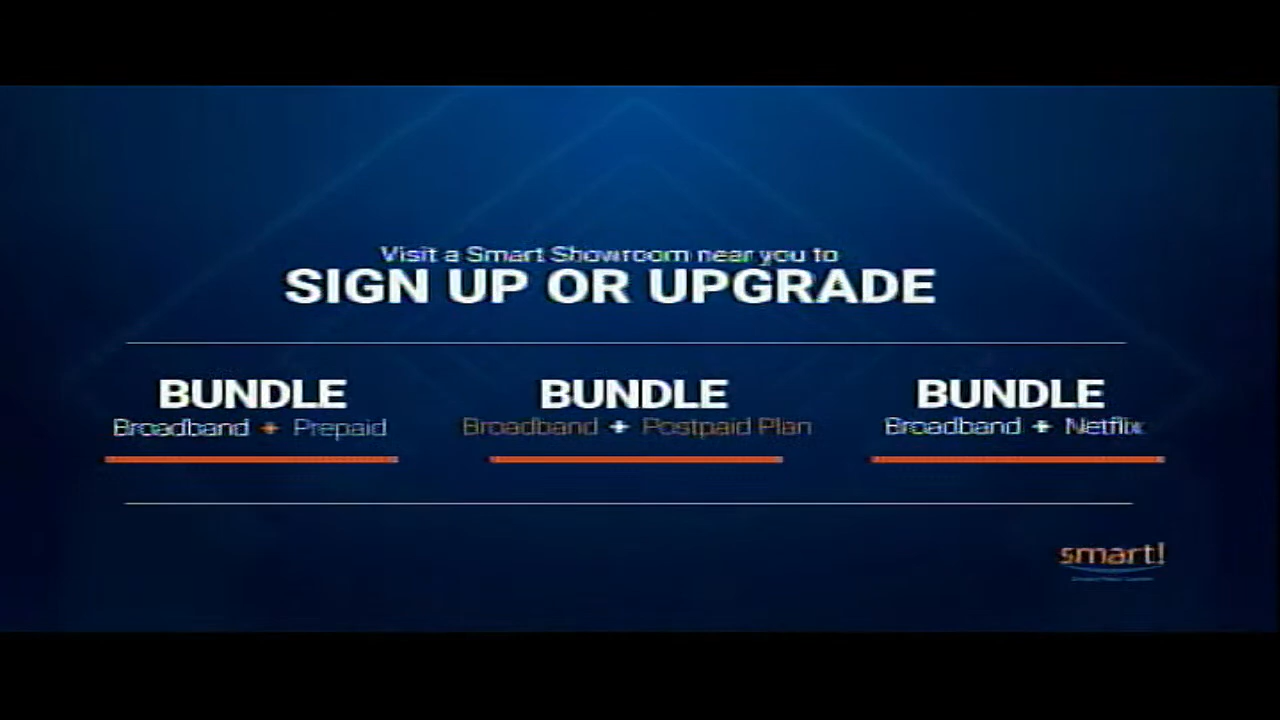 Visit a Smart Showroom near you to
SIGN UP OR UPGRADE
BUNDLE
Broadband + Prepaid
BUNDLE
Broadband + Postpaid Plan
BUNDLE
Broadband + Netflix
smart!